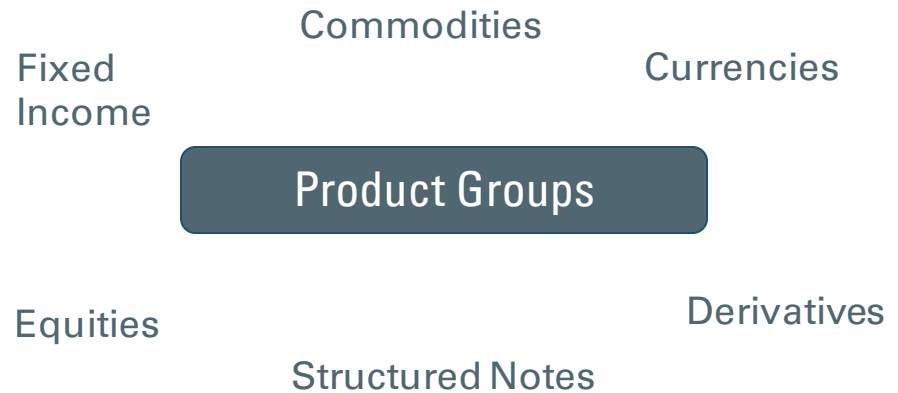 Commodities
Fixed
Income
Currencies
Product Groups
Equities
Derivatives
Structured Notes